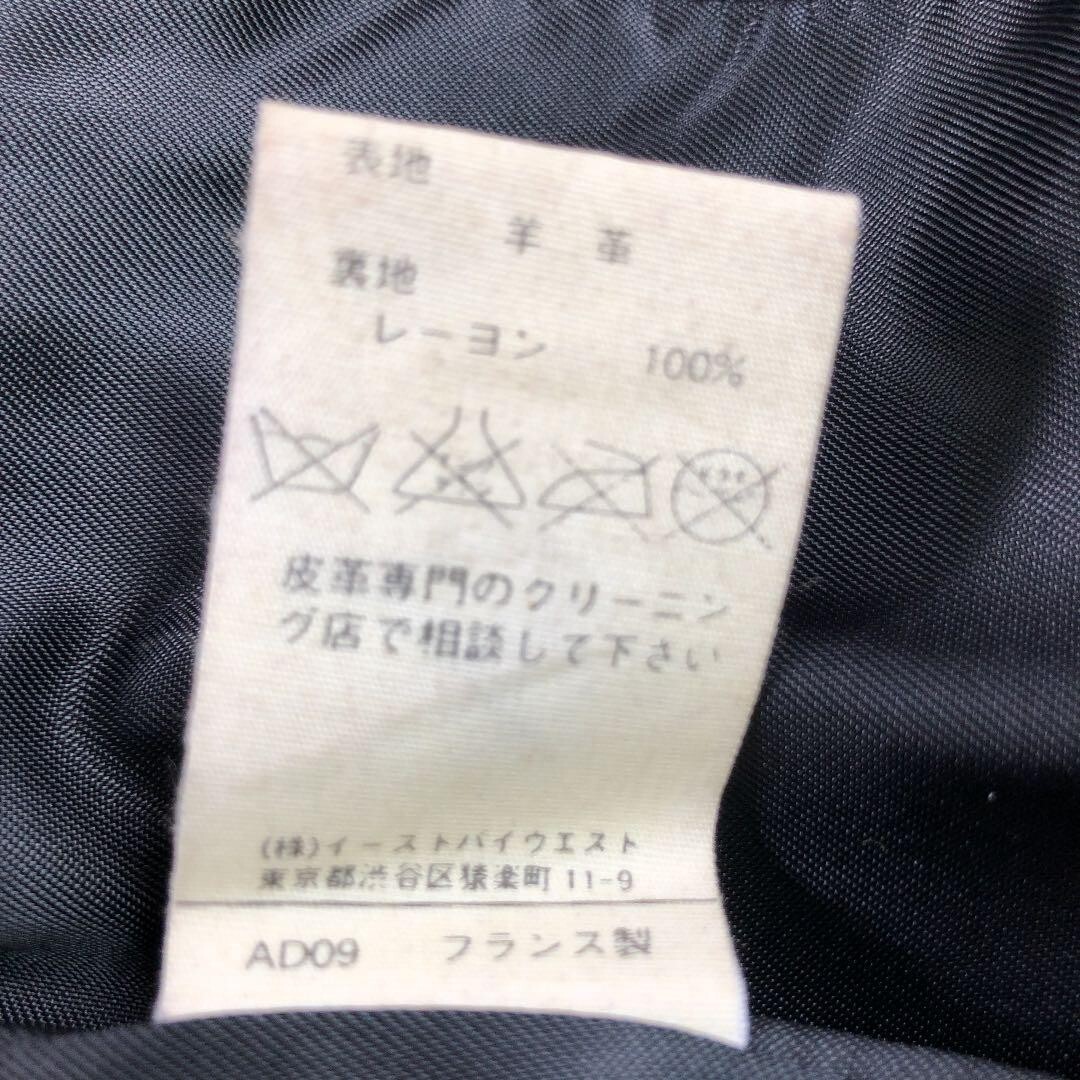 表地
羊革
裏地
レーヨン 100%
皮革専門のクリーニン
グ店で相談して下さい
(株)イーストバイウエスト
東京都渋谷区猿楽町11-9
AD09 フランス製